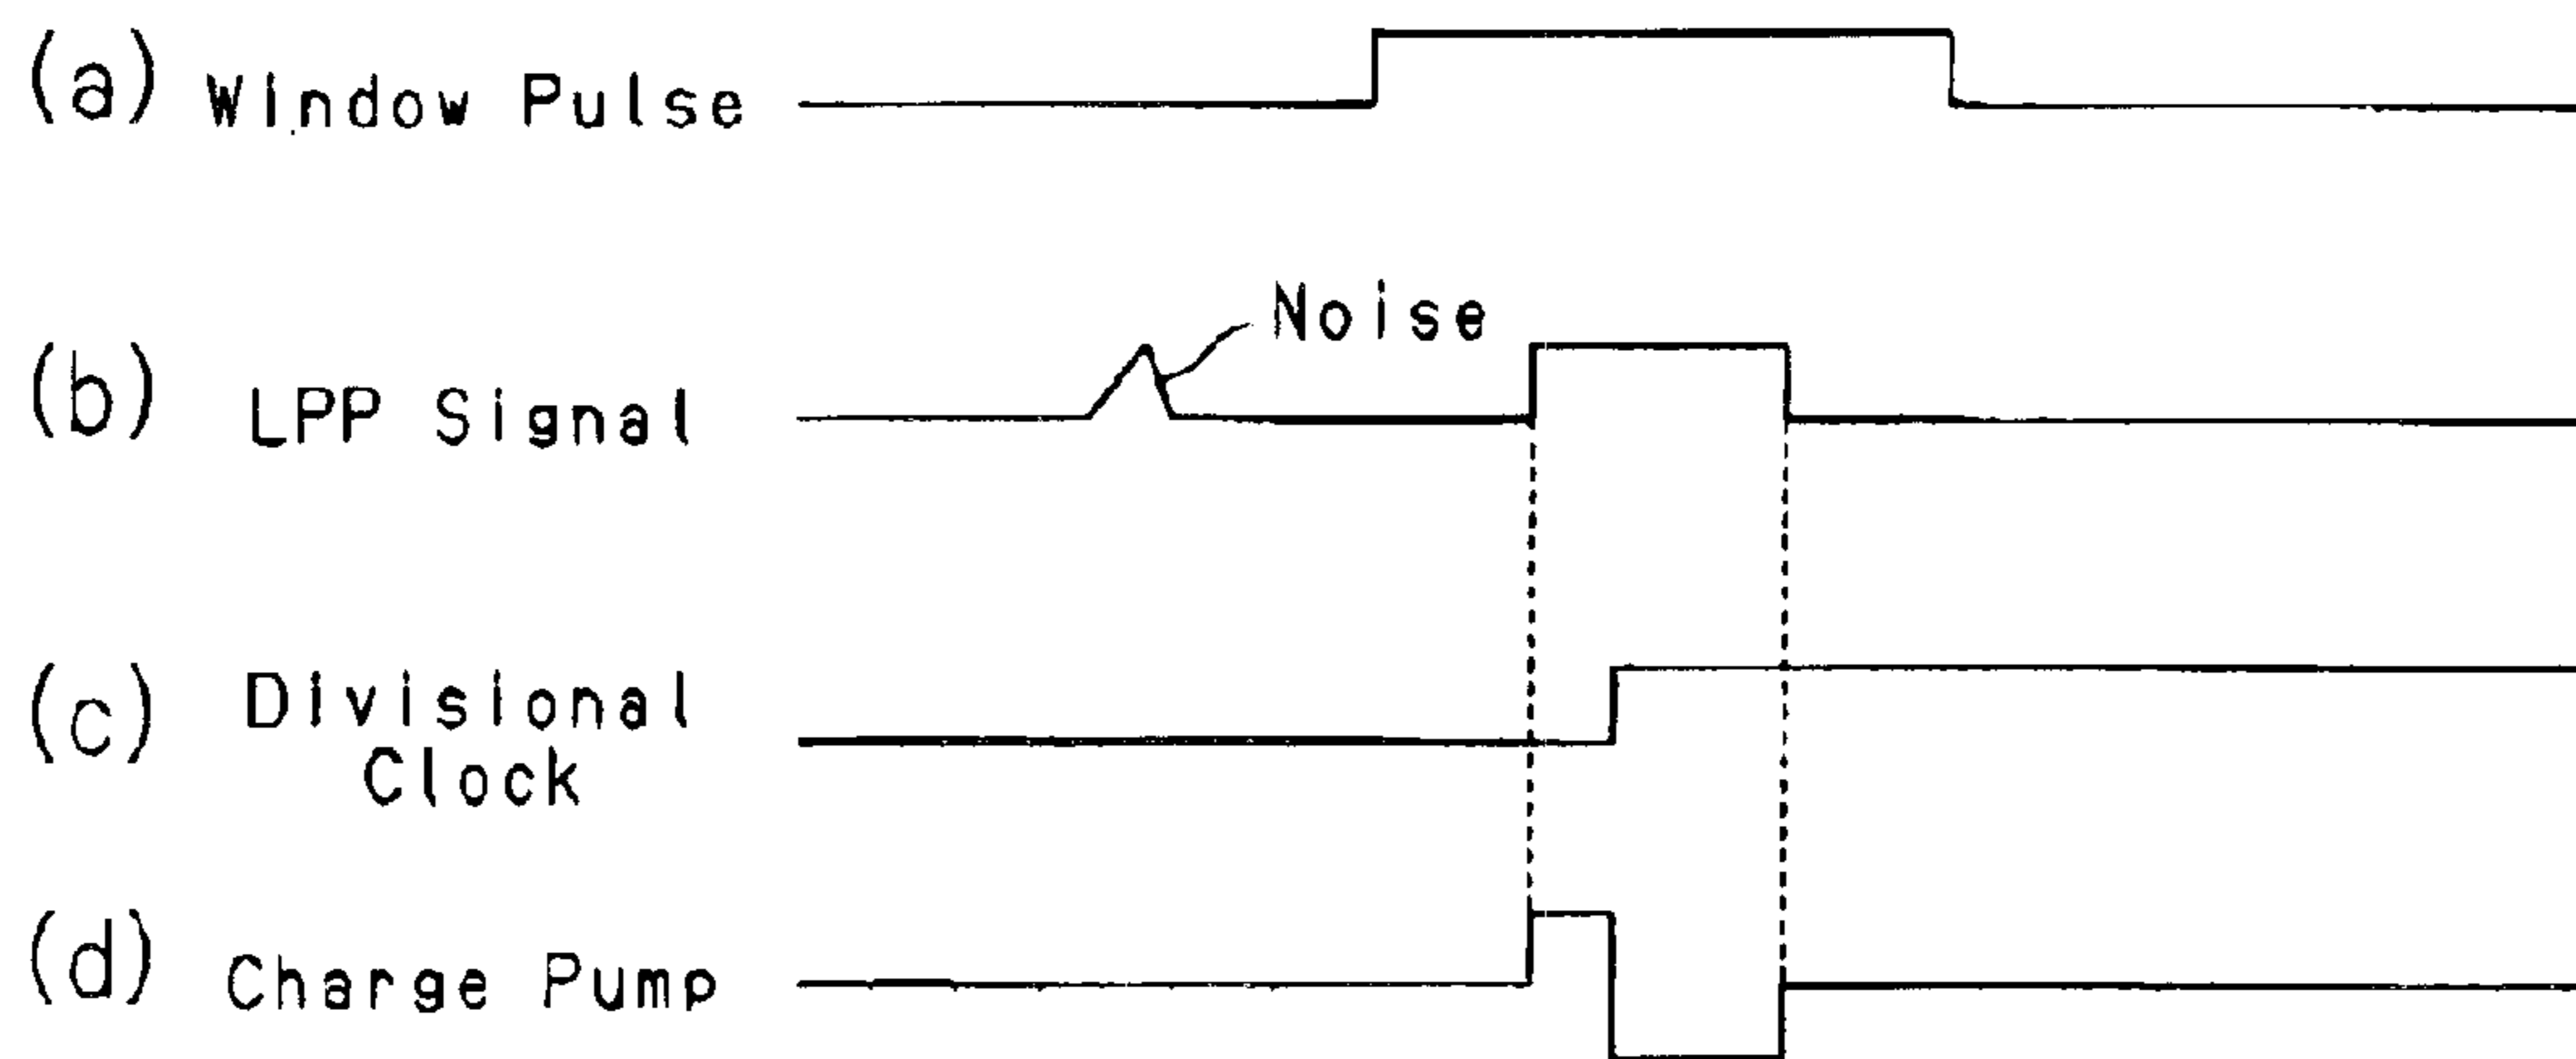 (a) Window Pulse
Noise
(b) LPP Signal
(c) Divisional
Clock
(d) Charge Pump